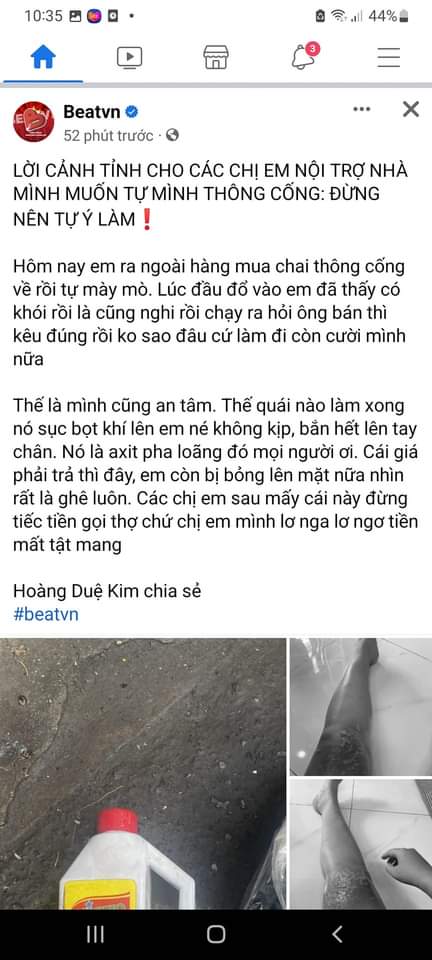 10:35
44%
3
Beatvn
52 phút trước
LỜI CẢNH TỈNH CHO CÁC CHỊ EM NỘI TRỢ NHÀ
MÌNH MUỐN TỰ MÌNH THÔNG CỐNG: ĐỪNG
NÊN TỰ Ý LÀM❗
Hôm nay em ra ngoài hàng mua chai thông cống
về rồi tự mày mò. Lúc đầu đổ vào em đã thấy có
khói rồi là cũng nghi rồi chạy ra hỏi ông bán thì
kêu đúng rồi ko sao đâu cứ làm đi còn cười mình
nữa
Thế là mình cũng an tâm. Thế quái nào làm xong
nó sục bọt khí lên em né không kịp, bắn hết lên tay
chân. Nó là axit pha loãng đó mọi người ơi. Cái giá
phải trả thì đây, em còn bị bỏng lên mặt nữa nhìn
rất là ghê luôn. Các chị em sau mấy cái này đừng
tiếc tiền gọi thợ chứ chị em mình lơ nga lơ ngơ tiền
mất tật mang
Hoàng Duệ Kim chia sẻ
#beatvn